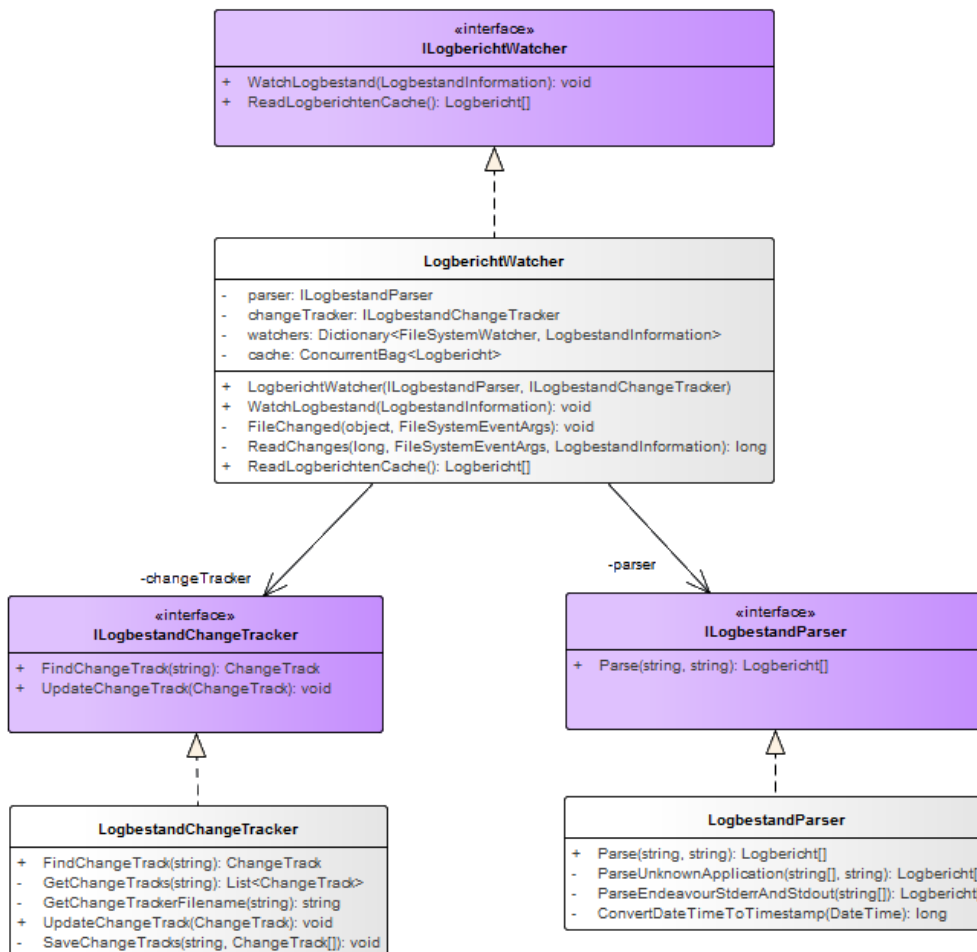 «interface»
ILogberichtWatcher
+ WatchLogbestand(LogbestandInformation): void
+ ReadLogberichtenCache(): Logbericht[]
LogberichtWatcher
- parser: ILogbestandParser
- changeTracker: ILogbestandChangeTracker
- watchers: Dictionary<FileSystemWatcher, LogbestandInformation>
- cache: ConcurrentBag<Logbericht>
+ LogberichtWatcher(ILogbestandParser, ILogbestandChangeTracker)
+ WatchLogbestand(LogbestandInformation): void
- FileChanged(object, FileSystemEventArgs): void
- ReadChanges(long, FileSystemEventArgs, LogbestandInformation): long
+ ReadLogberichtenCache(): Logbericht[]
-changeTracker
-parser
«interface»
ILogbestandChangeTracker
+ FindChangeTrack(string): ChangeTrack
+ UpdateChangeTrack(ChangeTrack): void
«interface»
ILogbestandParser
+ Parse(string, string): Logbericht[]
LogbestandChangeTracker
+ FindChangeTrack(string): ChangeTrack
- GetChangeTracks(string): List<ChangeTrack>
- GetChangeTrackerFilename(string): string
+ UpdateChangeTrack(ChangeTrack): void
- SaveChangeTracks(string, ChangeTrack[]): void
LogbestandParser
+ Parse(string, string): Logbericht[]
- ParseUnknownApplication(string[], string): Logbericht[
- ParseEndeavourStderrAndStdout(string[]): Logbericht
- ConvertDateTimeToTimestamp(DateTime): long